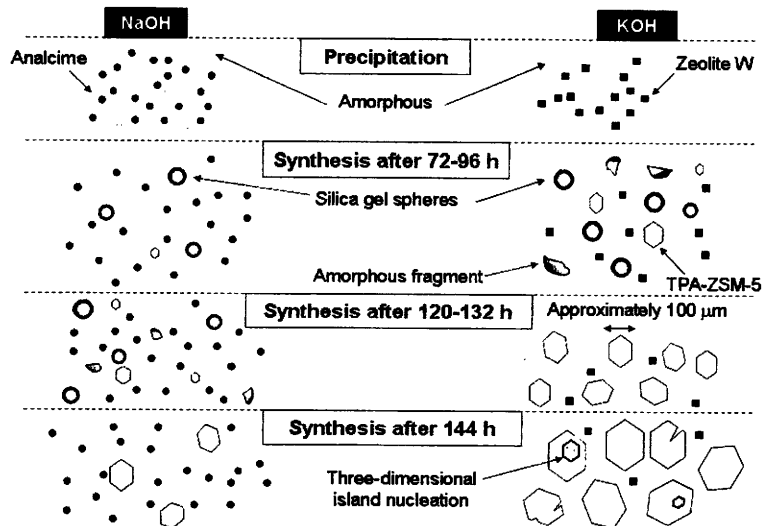 NaOH
KOH
Analcime
Precipitation
Zeolite W
Amorphous
Synthesis after 72-96 h
Silica gel spheres
Amorphous fragment
TPA-ZSM-5
Synthesis after 120-132 h
Approximately 100 μm
Synthesis after 144 h
Three-dimensional
island nucleation